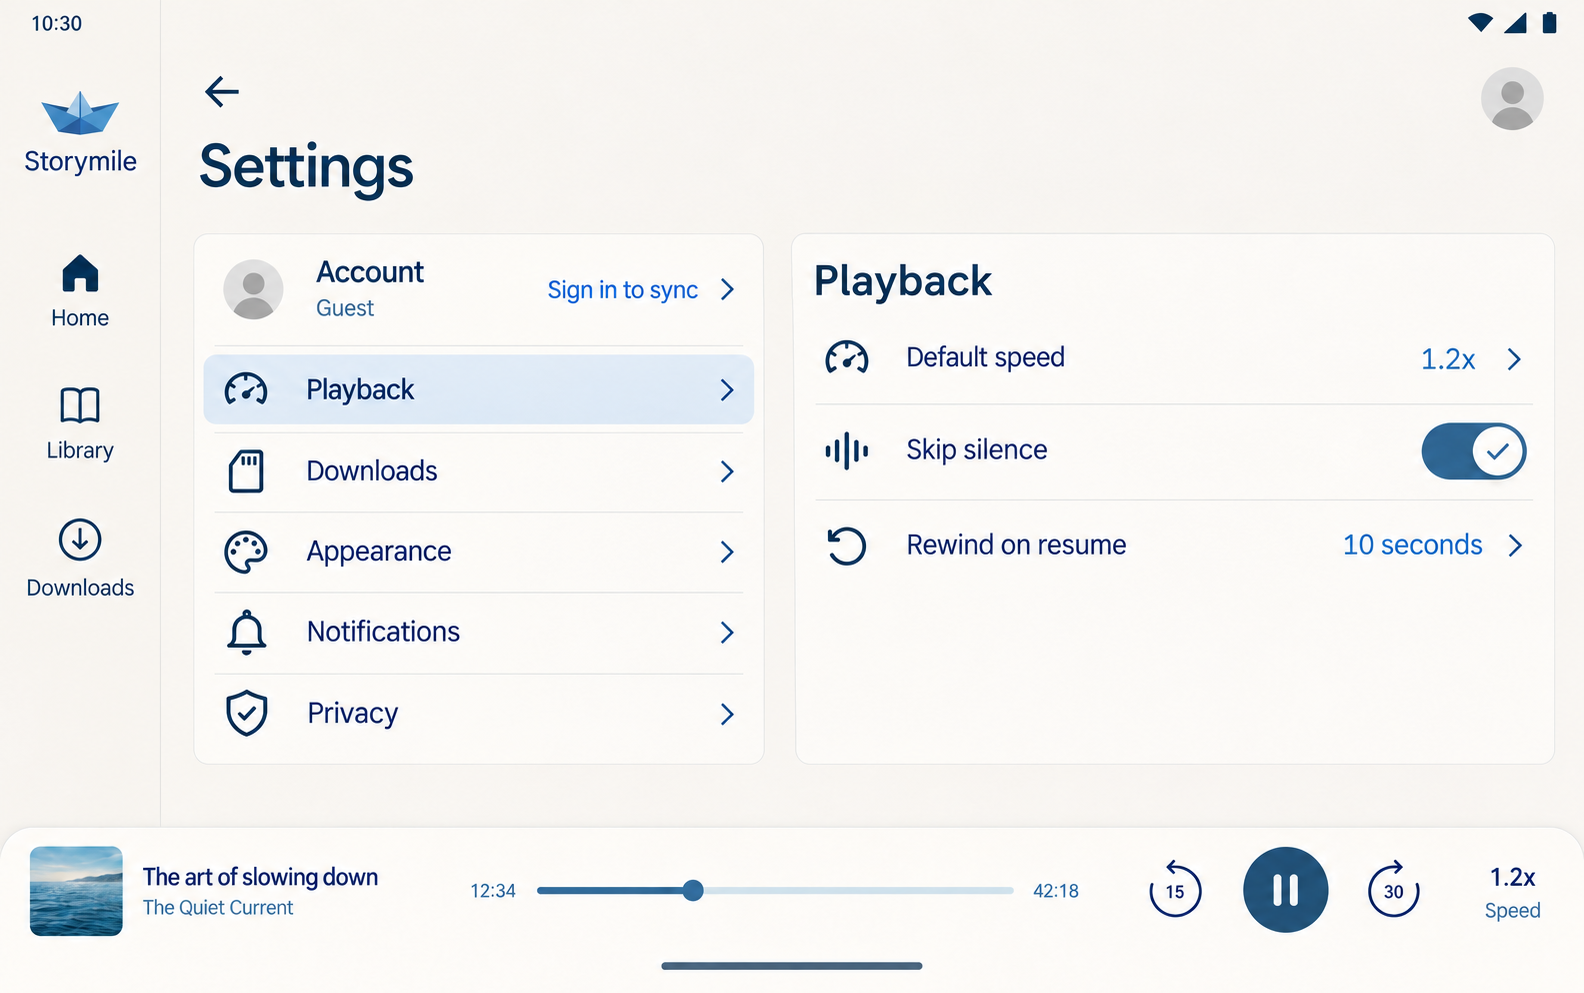 10:30
Storymile
Home
Library
Downloads
Settings
Account
Guest
Sign in to sync
Playback
Downloads
Appearance
Notifications
Privacy
Playback
Default speed
1.2x
Skip silence
Rewind on resume
10 seconds
The art of slowing down
The Quiet Current
12:34
42:18
15
30
1.2x
Speed